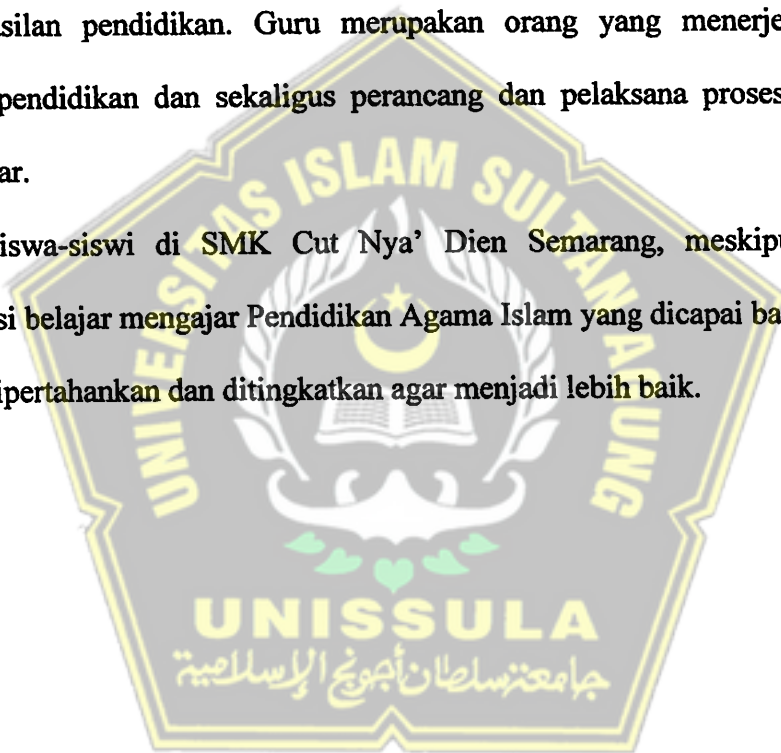 silan pendidikan. Guru merupakan orang yang menerje
pendidikan dan sekaligus perancang dan pelaksana proses
ar.
iswa-siswi di SMK Cut Nya’ Dien Semarang, meskipu
si belajar mengajar Pendidikan Agama Islam yang dicapai ba
ipertahankan dan ditingkatkan agar menjadi lebih baik.
UNIVERSITAS ISLAM SULTAN AGUNG
UNISSULA
جامعة سلطان أجونج الإسلامية